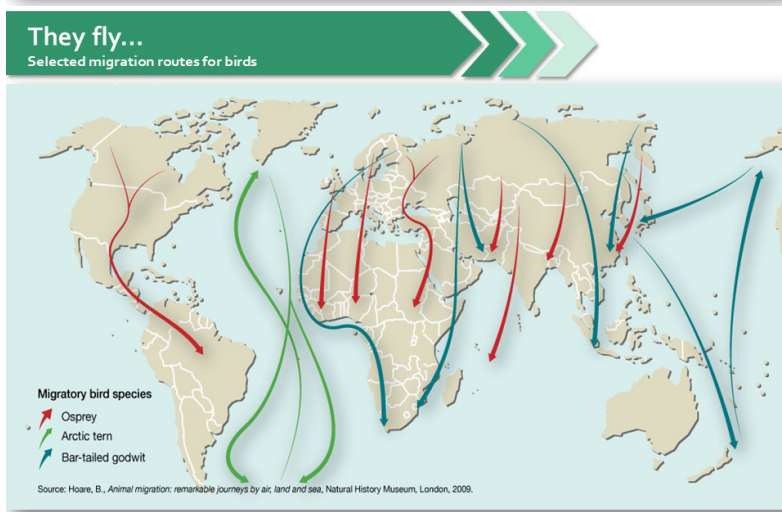 They fly...
Selected migration routes for birds
Migratory bird species
Osprey
Arctic tern
Bar-tailed godwit
Source: Hoare, B., Animal migration: remarkable journeys by air, land and sea, Natural History Museum, London, 2009.